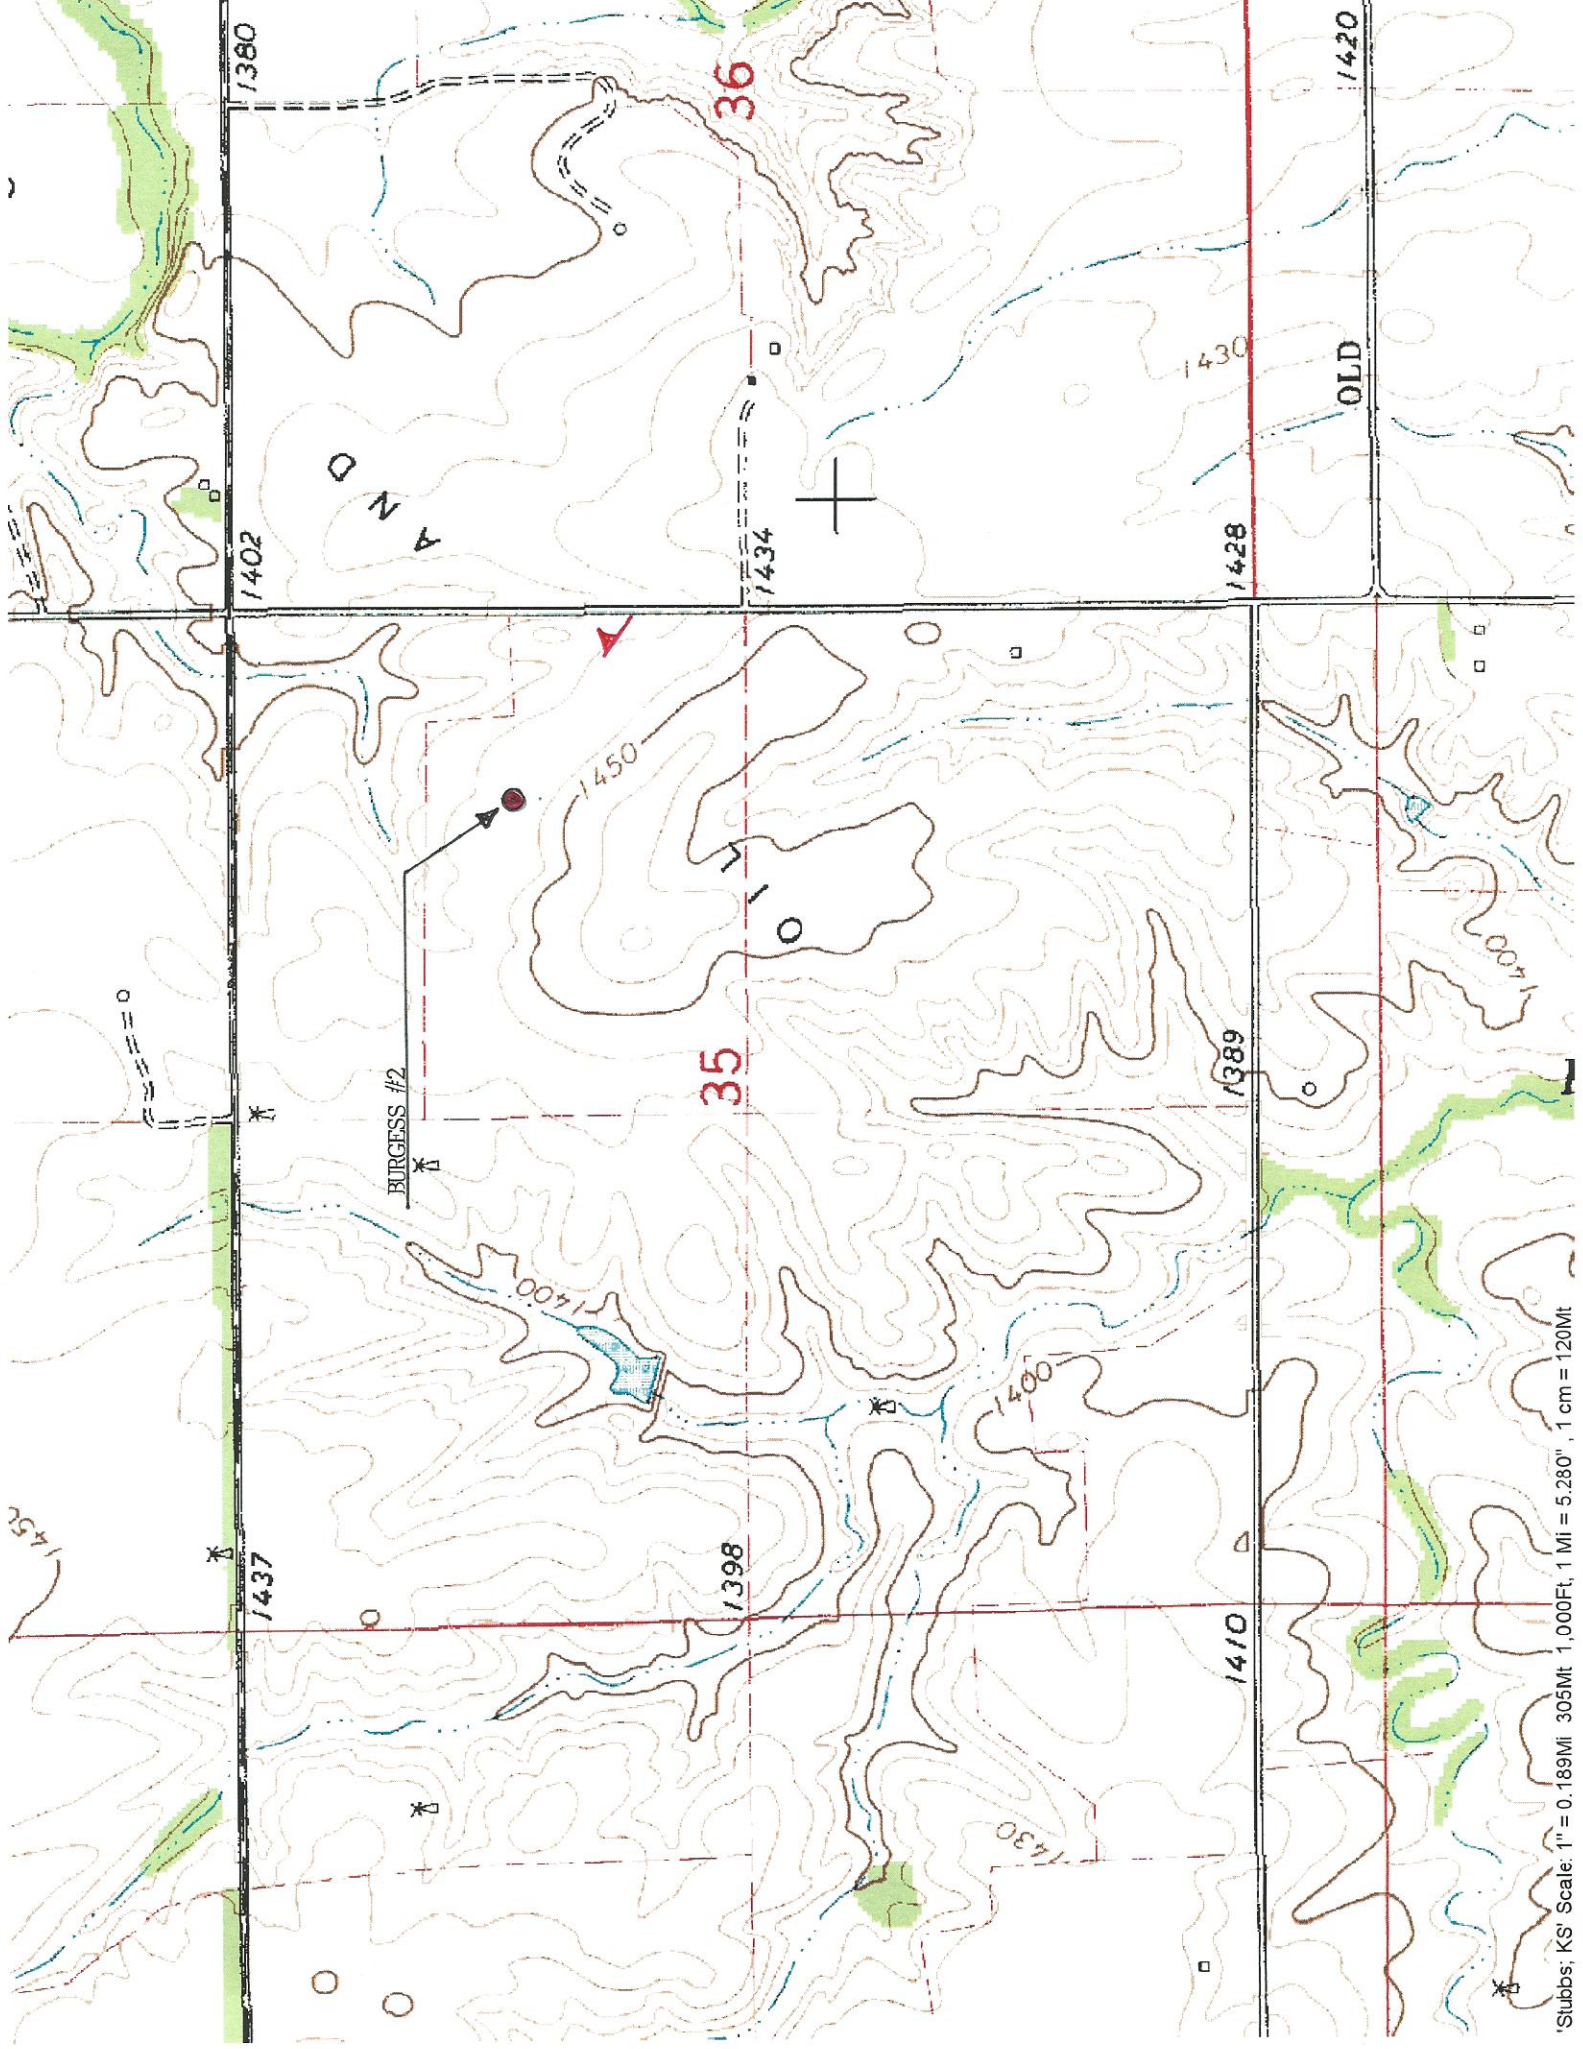 1380
36
1420
1402
D
N
A
1434
1430
OLD
1428
1450
L
I
O
BURGESS #2
35
1389
1400
1400
1400
1437
1398
1410
1430
'Stubbs; KS' Scale: 1" = 0.189Mi 305Mt 1,000Ft, 1 Mi = 5.280", 1 cm = 120Mt